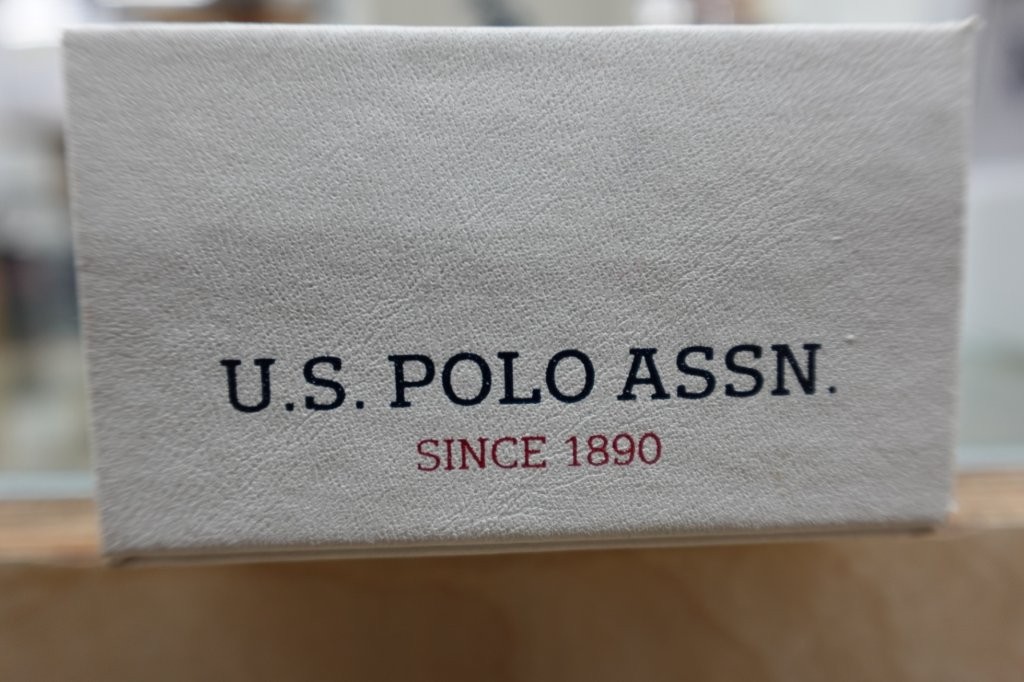 U.S. POLO ASSN.
SINCE 1890